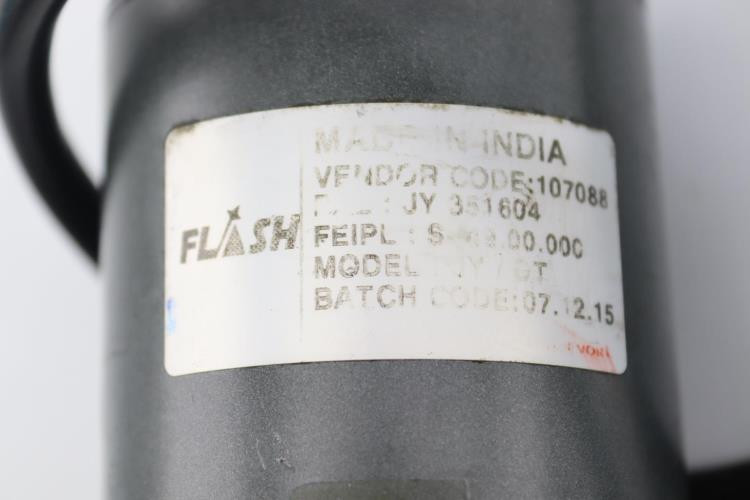 FLASH
MADE IN INDIA
VENDOR CODE:107088
: JY 351604
FEIPL :
MODEL
BATCH CODE:07.12.15